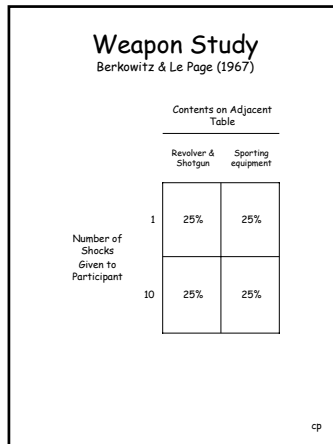 Weapon Study
Berkowitz & Le Page (1967)
Contents on Adjacent
Table
Revolver &
Shotgun
Sporting
equipment
Number of
Shocks
Given to
Participant
1
25%
25%
10
25%
25%
cp